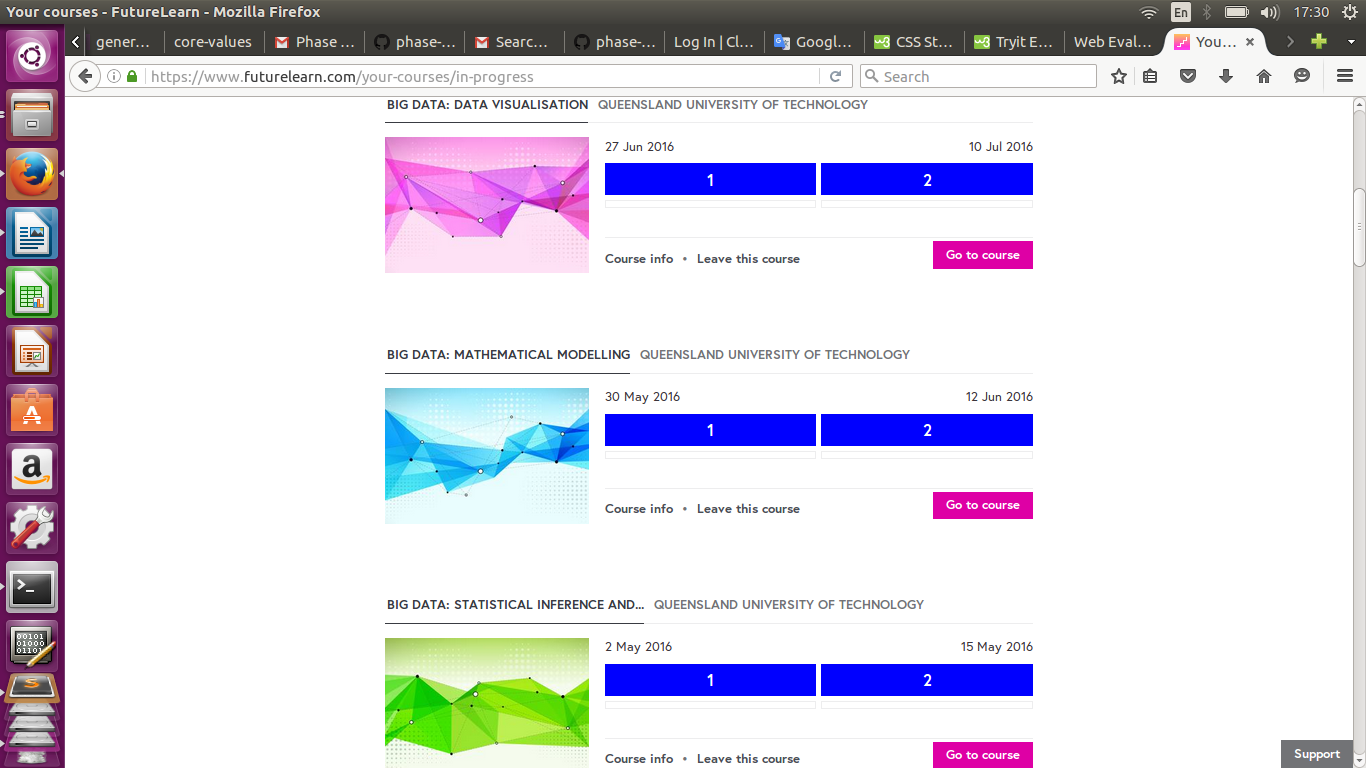 Your courses - FutureLearn - Mozilla Firefox
En
17:30
gener...
core-values
Phase ...
phase-...
Searc...
phase-...
Log In | Cl...
Googl...
CSS St...
Tryit E...
Web Eval...
You...
https://www.futurelearn.com/your-courses/in-progress
Search
BIG DATA: DATA VISUALISATION QUEENSLAND UNIVERSITY OF TECHNOLOGY
27 Jun 2016 10 Jul 2016
1 2
Course info • Leave this course Go to course
BIG DATA: MATHEMATICAL MODELLING QUEENSLAND UNIVERSITY OF TECHNOLOGY
30 May 2016 12 Jun 2016
1 2
Course info • Leave this course Go to course
BIG DATA: STATISTICAL INFERENCE AND... QUEENSLAND UNIVERSITY OF TECHNOLOGY
2 May 2016 15 May 2016
1 2
Course info • Leave this course Go to course
Support